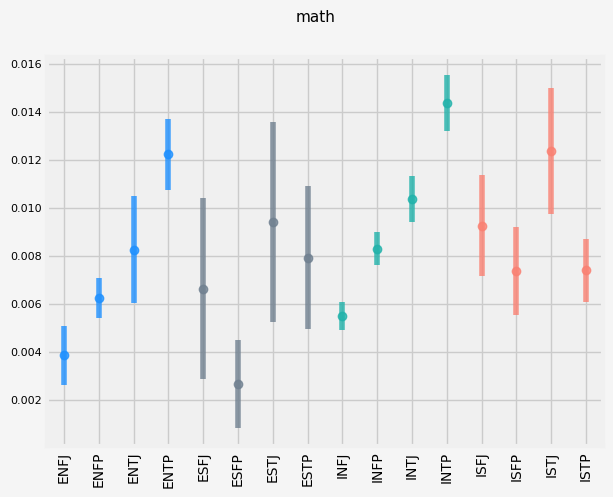 math
0.016
0.014
0.012
0.010
0.008
0.006
0.004
0.002
ENFJ
ENFP
ENTJ
ENTP
ESFJ
ESFP
ESTJ
ESTP
INFJ
INFP
INTJ
INTP
ISFJ
ISFP
ISTJ
ISTP